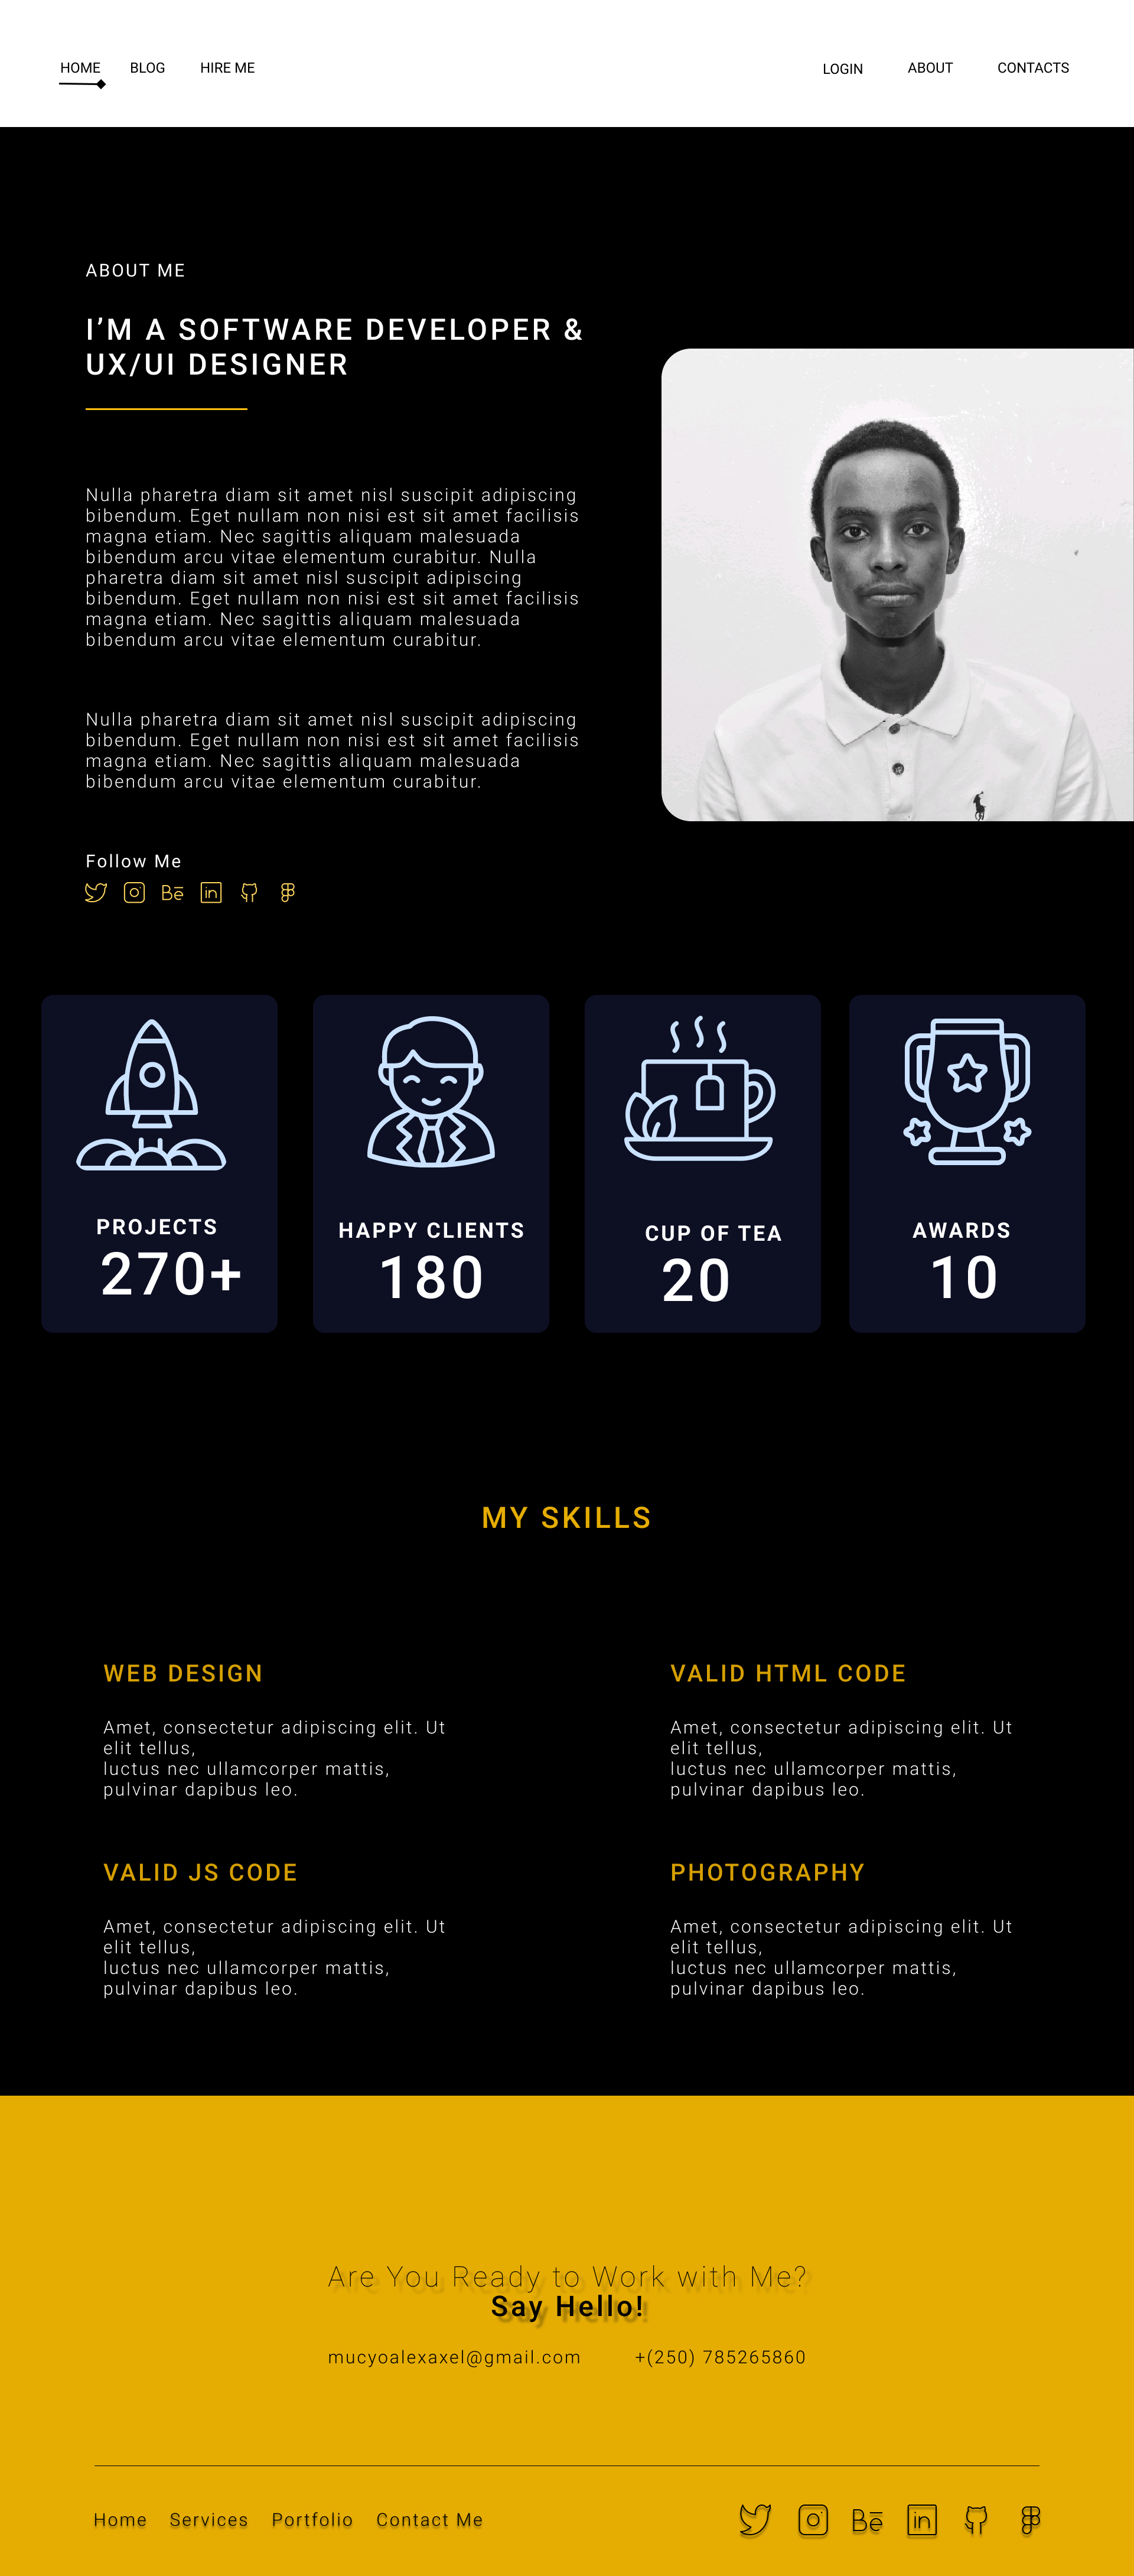 HOME BLOG HIRE ME LOGIN ABOUT CONTACTS
ABOUT ME
I’M A SOFTWARE DEVELOPER &
UX/UI DESIGNER
Nulla pharetra diam sit amet nisl suscipit adipiscing
bibendum. Eget nullam non nisi est sit amet facilisis
magna etiam. Nec sagittis aliquam malesuada
bibendum arcu vitae elementum curabitur. Nulla
pharetra diam sit amet nisl suscipit adipiscing
bibendum. Eget nullam non nisi est sit amet facilisis
magna etiam. Nec sagittis aliquam malesuada
bibendum arcu vitae elementum curabitur.
Nulla pharetra diam sit amet nisl suscipit adipiscing
bibendum. Eget nullam non nisi est sit amet facilisis
magna etiam. Nec sagittis aliquam malesuada
bibendum arcu vitae elementum curabitur.
Follow Me
PROJECTS
270+
HAPPY CLIENTS
180
CUP OF TEA
20
AWARDS
10
MY SKILLS
WEB DESIGN
Amet, consectetur adipiscing elit. Ut
elit tellus,
luctus nec ullamcorper mattis,
pulvinar dapibus leo.
VALID HTML CODE
Amet, consectetur adipiscing elit. Ut
elit tellus,
luctus nec ullamcorper mattis,
pulvinar dapibus leo.
VALID JS CODE
Amet, consectetur adipiscing elit. Ut
elit tellus,
luctus nec ullamcorper mattis,
pulvinar dapibus leo.
PHOTOGRAPHY
Amet, consectetur adipiscing elit. Ut
elit tellus,
luctus nec ullamcorper mattis,
pulvinar dapibus leo.
Are You Ready to Work with Me?
Say Hello!
mucyoalexaxel@gmail.com +(250) 785265860
Home Services Portfolio Contact Me